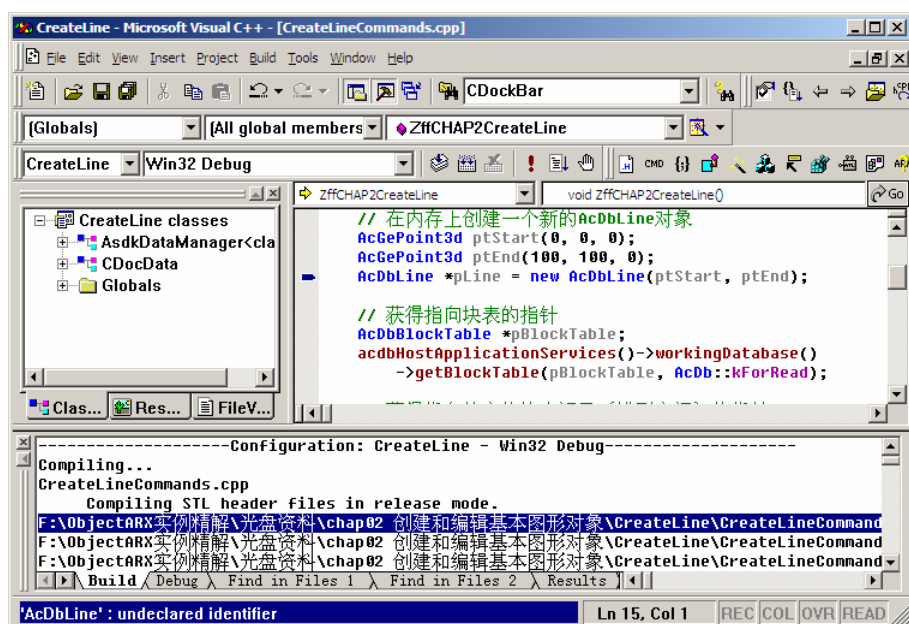 CreateLine - Microsoft Visual C++ - [CreateLineCommands.cpp]
File Edit View Insert Project Build Tools Window Help
CDockBar
(Globals) (All global members ZffCHAP2CreateLine
CreateLine Win32 Debug CMD
ZffCHAP2CreateLine void ZffCHAP2CreateLine() Go
CreateLine classes
AsdkDataManager<cla
CDocData
Globals
Clas... Res... FileV...
// 在内存上创建一个新的AcDbLine对象
AcGePoint3d ptStart(0, 0, 0);
AcGePoint3d ptEnd(100, 100, 0);
AcDbLine *pLine = new AcDbLine(ptStart, ptEnd);
// 获得指向块表的指针
AcDbBlockTable *pBlockTable;
acdbHostApplicationServices()->workingDatabase()
->getBlockTable(pBlockTable, AcDb::kForRead);
--------------------Configuration: CreateLine - Win32 Debug--------------------
Compiling...
CreateLineCommands.cpp
Compiling STL header files in release mode.
F:\ObjectARX实例精解\光盘资料\chap02 创建和编辑基本图形对象\CreateLine\CreateLineCommand
F:\ObjectARX实例精解\光盘资料\chap02 创建和编辑基本图形对象\CreateLine\CreateLineCommand
F:\ObjectARX实例精解\光盘资料\chap02 创建和编辑基本图形对象\CreateLine\CreateLineCommand
Build Debug Find in Files 1 Find in Files 2 Results
'AcDbLine' : undeclared identifier Ln 15, Col 1 REC COL OVR READ